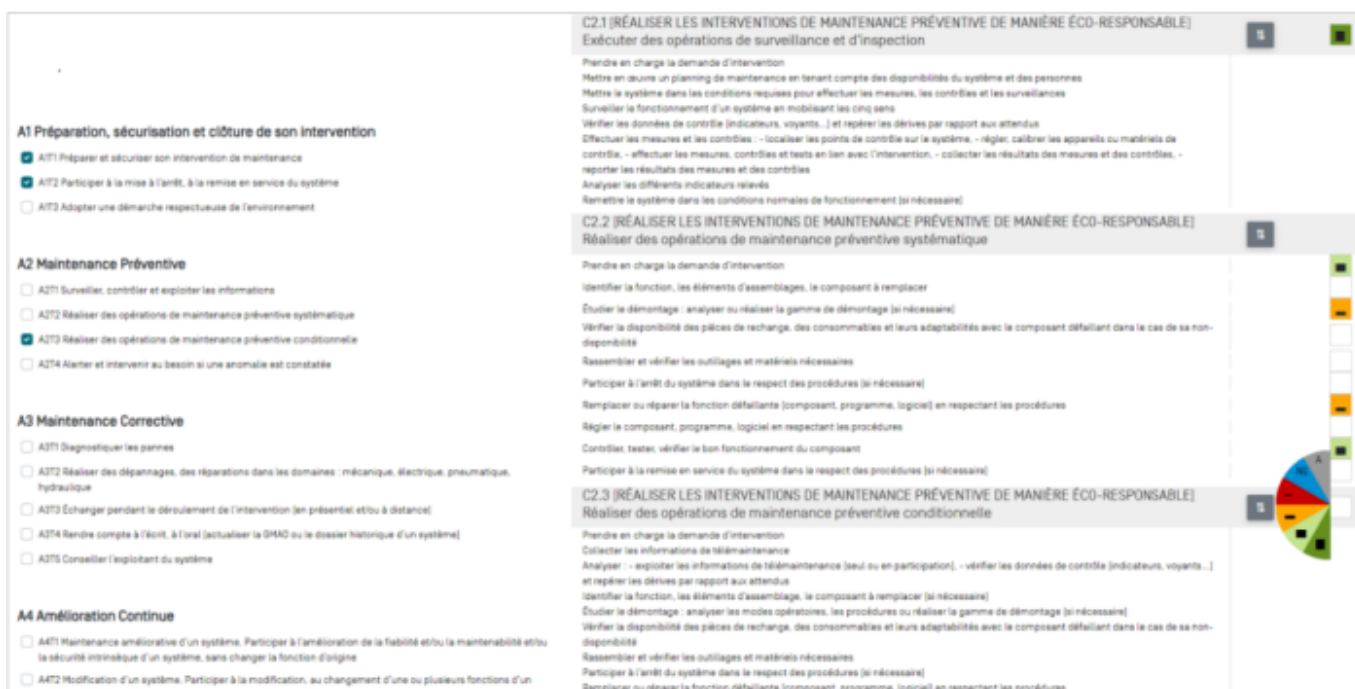 A1 Préparation, sécurisation et clôture de son intervention
A1T1 Préparer et sécuriser son intervention de maintenance
A1T2 Participer à la mise à l'arrêt, à la remise en service du système
A1T3 Adopter une démarche respectueuse de l'environnement
A2 Maintenance Préventive
A2T1 Surveiller, contrôler et exploiter les informations
A2T2 Réaliser des opérations de maintenance préventive systématique
A2T3 Réaliser des opérations de maintenance préventive conditionnelle
A2T4 Alerter et intervenir au besoin si une anomalie est constatée
A3 Maintenance Corrective
A3T1 Diagnostiquer les pannes
A3T2 Réaliser des dépannages, des réparations dans les domaines : mécanique, électrique, pneumatique,
hydraulique
A3T3 Échanger pendant le déroulement de l'intervention (en présentiel et/ou à distance)
A3T4 Rendre compte à l'écrit, à l'oral (actualiser la GMAO ou le dossier historique d'un système)
A3T5 Conseiller l'exploitant du système
A4 Amélioration Continue
A4T1 Maintenance améliorative d'un système. Participer à l'amélioration de la fiabilité et/ou la maintenabilité et/ou
la sécurité intrinsèque d'un système, sans changer la fonction d'origine
A4T2 Modification d'un système. Participer à la modification, au changement d'une ou plusieurs fonctions d'un
C2.1 [RÉALISER LES INTERVENTIONS DE MAINTENANCE PRÉVENTIVE DE MANIÈRE ÉCO-RESPONSABLE]
Exécuter des opérations de surveillance et d'inspection
Prendre en charge la demande d'intervention
Mettre en œuvre un planning de maintenance en tenant compte des disponibilités du système et des personnes
Mettre le système dans les conditions requises pour effectuer les mesures, les contrôles et les surveillances
Surveiller le fonctionnement d'un système en mobilisant les cinq sens
Vérifier les données de contrôle (indicateurs, voyants...) et repérer les dérives par rapport aux attendus
Effectuer les mesures et les contrôles : - localiser les points de contrôle sur le système, - régler, calibrer les appareils ou matériels de
contrôle, - effectuer les mesures, contrôles et tests en lien avec l'intervention, - collecter les résultats des mesures et des contrôles, -
reporter les résultats des mesures et des contrôles
Analyser les différents indicateurs relevés
Remettre le système dans les conditions normales de fonctionnement (si nécessaire)
C2.2 [RÉALISER LES INTERVENTIONS DE MAINTENANCE PRÉVENTIVE DE MANIÈRE ÉCO-RESPONSABLE]
Réaliser des opérations de maintenance préventive systématique
Prendre en charge la demande d'intervention
Identifier la fonction, les éléments d'assemblages, le composant à remplacer
Étudier le démontage : analyser ou réaliser la gamme de démontage (si nécessaire)
Vérifier la disponibilité des pièces de rechange, des consommables et leurs adaptabilités avec le composant défaillant dans le cas de sa non-
disponibilité
Rassembler et vérifier les outillages et matériels nécessaires
Participer à l'arrêt du système dans le respect des procédures (si nécessaire)
Remplacer ou réparer la fonction défaillante (composant, programme, logiciel) en respectant les procédures
Régler le composant, programme, logiciel en respectant les procédures
Contrôler, tester, vérifier le bon fonctionnement du composant
Participer à la remise en service du système dans le respect des procédures (si nécessaire)
A
C2.3 [RÉALISER LES INTERVENTIONS DE MAINTENANCE PRÉVENTIVE DE MANIÈRE ÉCO-RESPONSABLE]
Réaliser des opérations de maintenance préventive conditionnelle
Prendre en charge la demande d'intervention
Collecter les informations de télémaintenance
Analyser : - exploiter les informations de télémaintenance (seul ou en participation), - vérifier les données de contrôle (indicateurs, voyants...)
et repérer les dérives par rapport aux attendus
Identifier la fonction, les éléments d'assemblage, le composant à remplacer (si nécessaire)
Étudier le démontage : analyser les modes opératoires, les procédures ou réaliser la gamme de démontage (si nécessaire)
Vérifier la disponibilité des pièces de rechange, des consommables et leurs adaptabilités avec le composant défaillant dans le cas de sa non-
disponibilité
Rassembler et vérifier les outillages et matériels nécessaires
Participer à l'arrêt du système dans le respect des procédures (si nécessaire)
Remplacer ou réparer la fonction défaillante (composant, programme, logiciel) en respectant les procédures